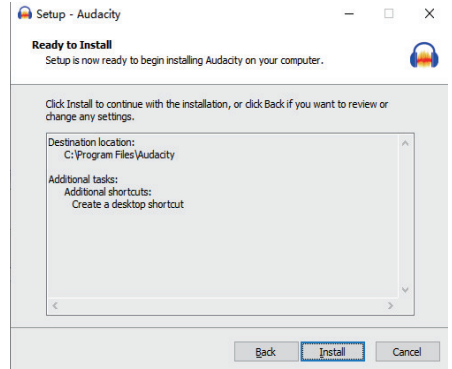 Setup - Audacity
Ready to Install
Setup is now ready to begin installing Audacity on your computer.
Click Install to continue with the installation, or click Back if you want to review or
change any settings.
Destination location:
C:\Program Files\Audacity
Additional tasks:
Additional shortcuts:
Create a desktop shortcut
Back Install Cancel